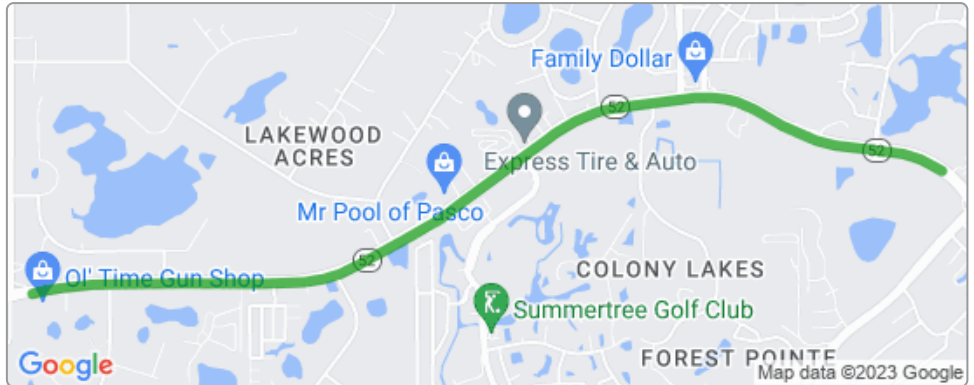 Family Dollar
52
LAKEWOOD
ACRES
Express Tire & Auto
52
Mr Pool of Pasco
52
Ol' Time Gun Shop
COLONY LAKES
Summertree Golf Club
FOREST POINTE
Google
Map data ©2023 Google